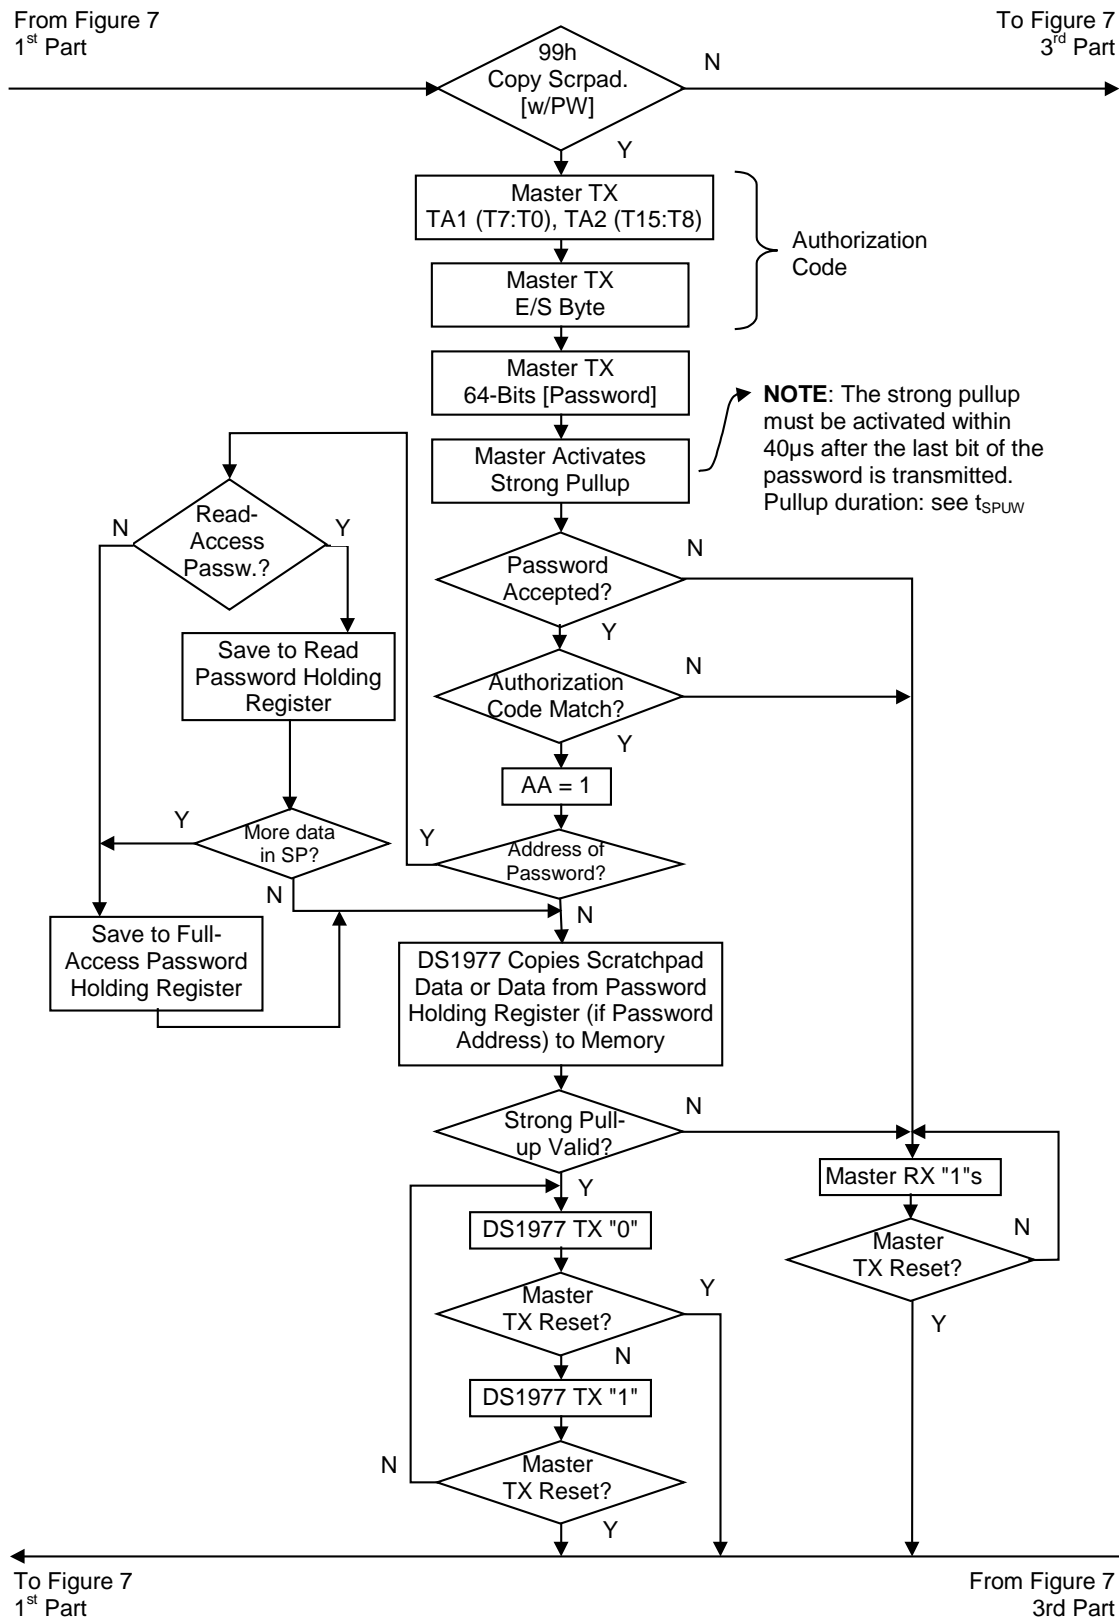 From Figure 7
1st Part
To Figure 7
3rd Part
99h
Copy Scrpad.
[w/PW]
N
Y
Master TX
TA1 (T7:T0), TA2 (T15:T8)
Authorization
Code
Master TX
E/S Byte
Master TX
64-Bits [Password]
NOTE: The strong pullup
must be activated within
40µs after the last bit of the
password is transmitted.
Pullup duration: see tSPUW
Master Activates
Strong Pullup
Read-
Access
Passw.?
N
Y
Password
Accepted?
N
Y
Save to Read
Password Holding
Register
Authorization
Code Match?
N
Y
AA = 1
More data
in SP?
Y
N
Address of
Password?
Y
N
Save to Full-
Access Password
Holding Register
DS1977 Copies Scratchpad
Data or Data from Password
Holding Register (if Password
Address) to Memory
Strong Pull-
up Valid?
N
Y
Master RX "1"s
DS1977 TX "0"
Master
TX Reset?
N
Y
Master
TX Reset?
Y
N
DS1977 TX "1"
Master
TX Reset?
N
Y
To Figure 7
1st Part
From Figure 7
3rd Part